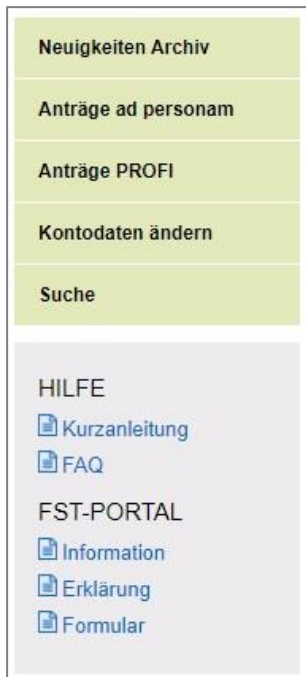 Neuigkeiten Archiv
Anträge ad personam
Anträge PROFI
Kontodaten ändern
Suche
HILFE
Kurzanleitung
FAQ
FST-PORTAL
Information
Erklärung
Formular